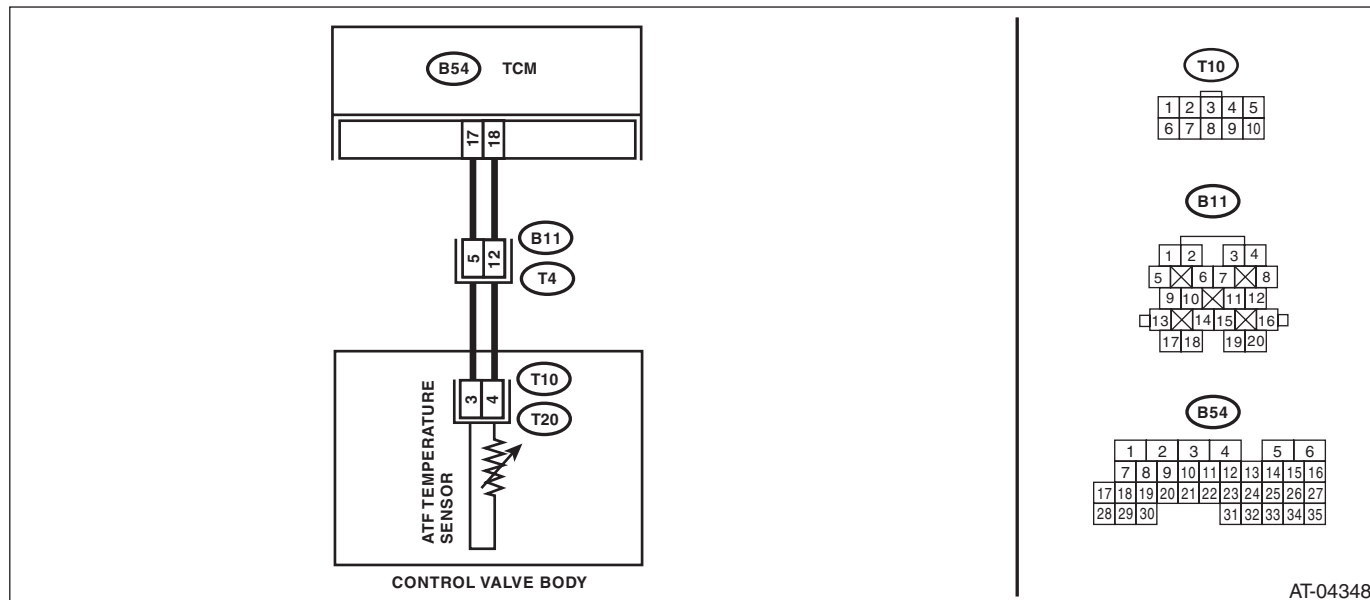 B54 TCM
17 18
5 12
B11
T4
3 4
T10
T20
ATF TEMPERATURE
SENSOR
CONTROL VALVE BODY
T10
1 2 3 4 5
6 7 8 9 10
B11
1 2 3 4
5 6 7 8
9 10 11 12
13 14 15 16
17 18 19 20
B54
1 2 3 4 5 6
7 8 9 10 11 12 13 14 15 16
17 18 19 20 21 22 23 24 25 26 27
28 29 30 31 32 33 34 35
AT-04348